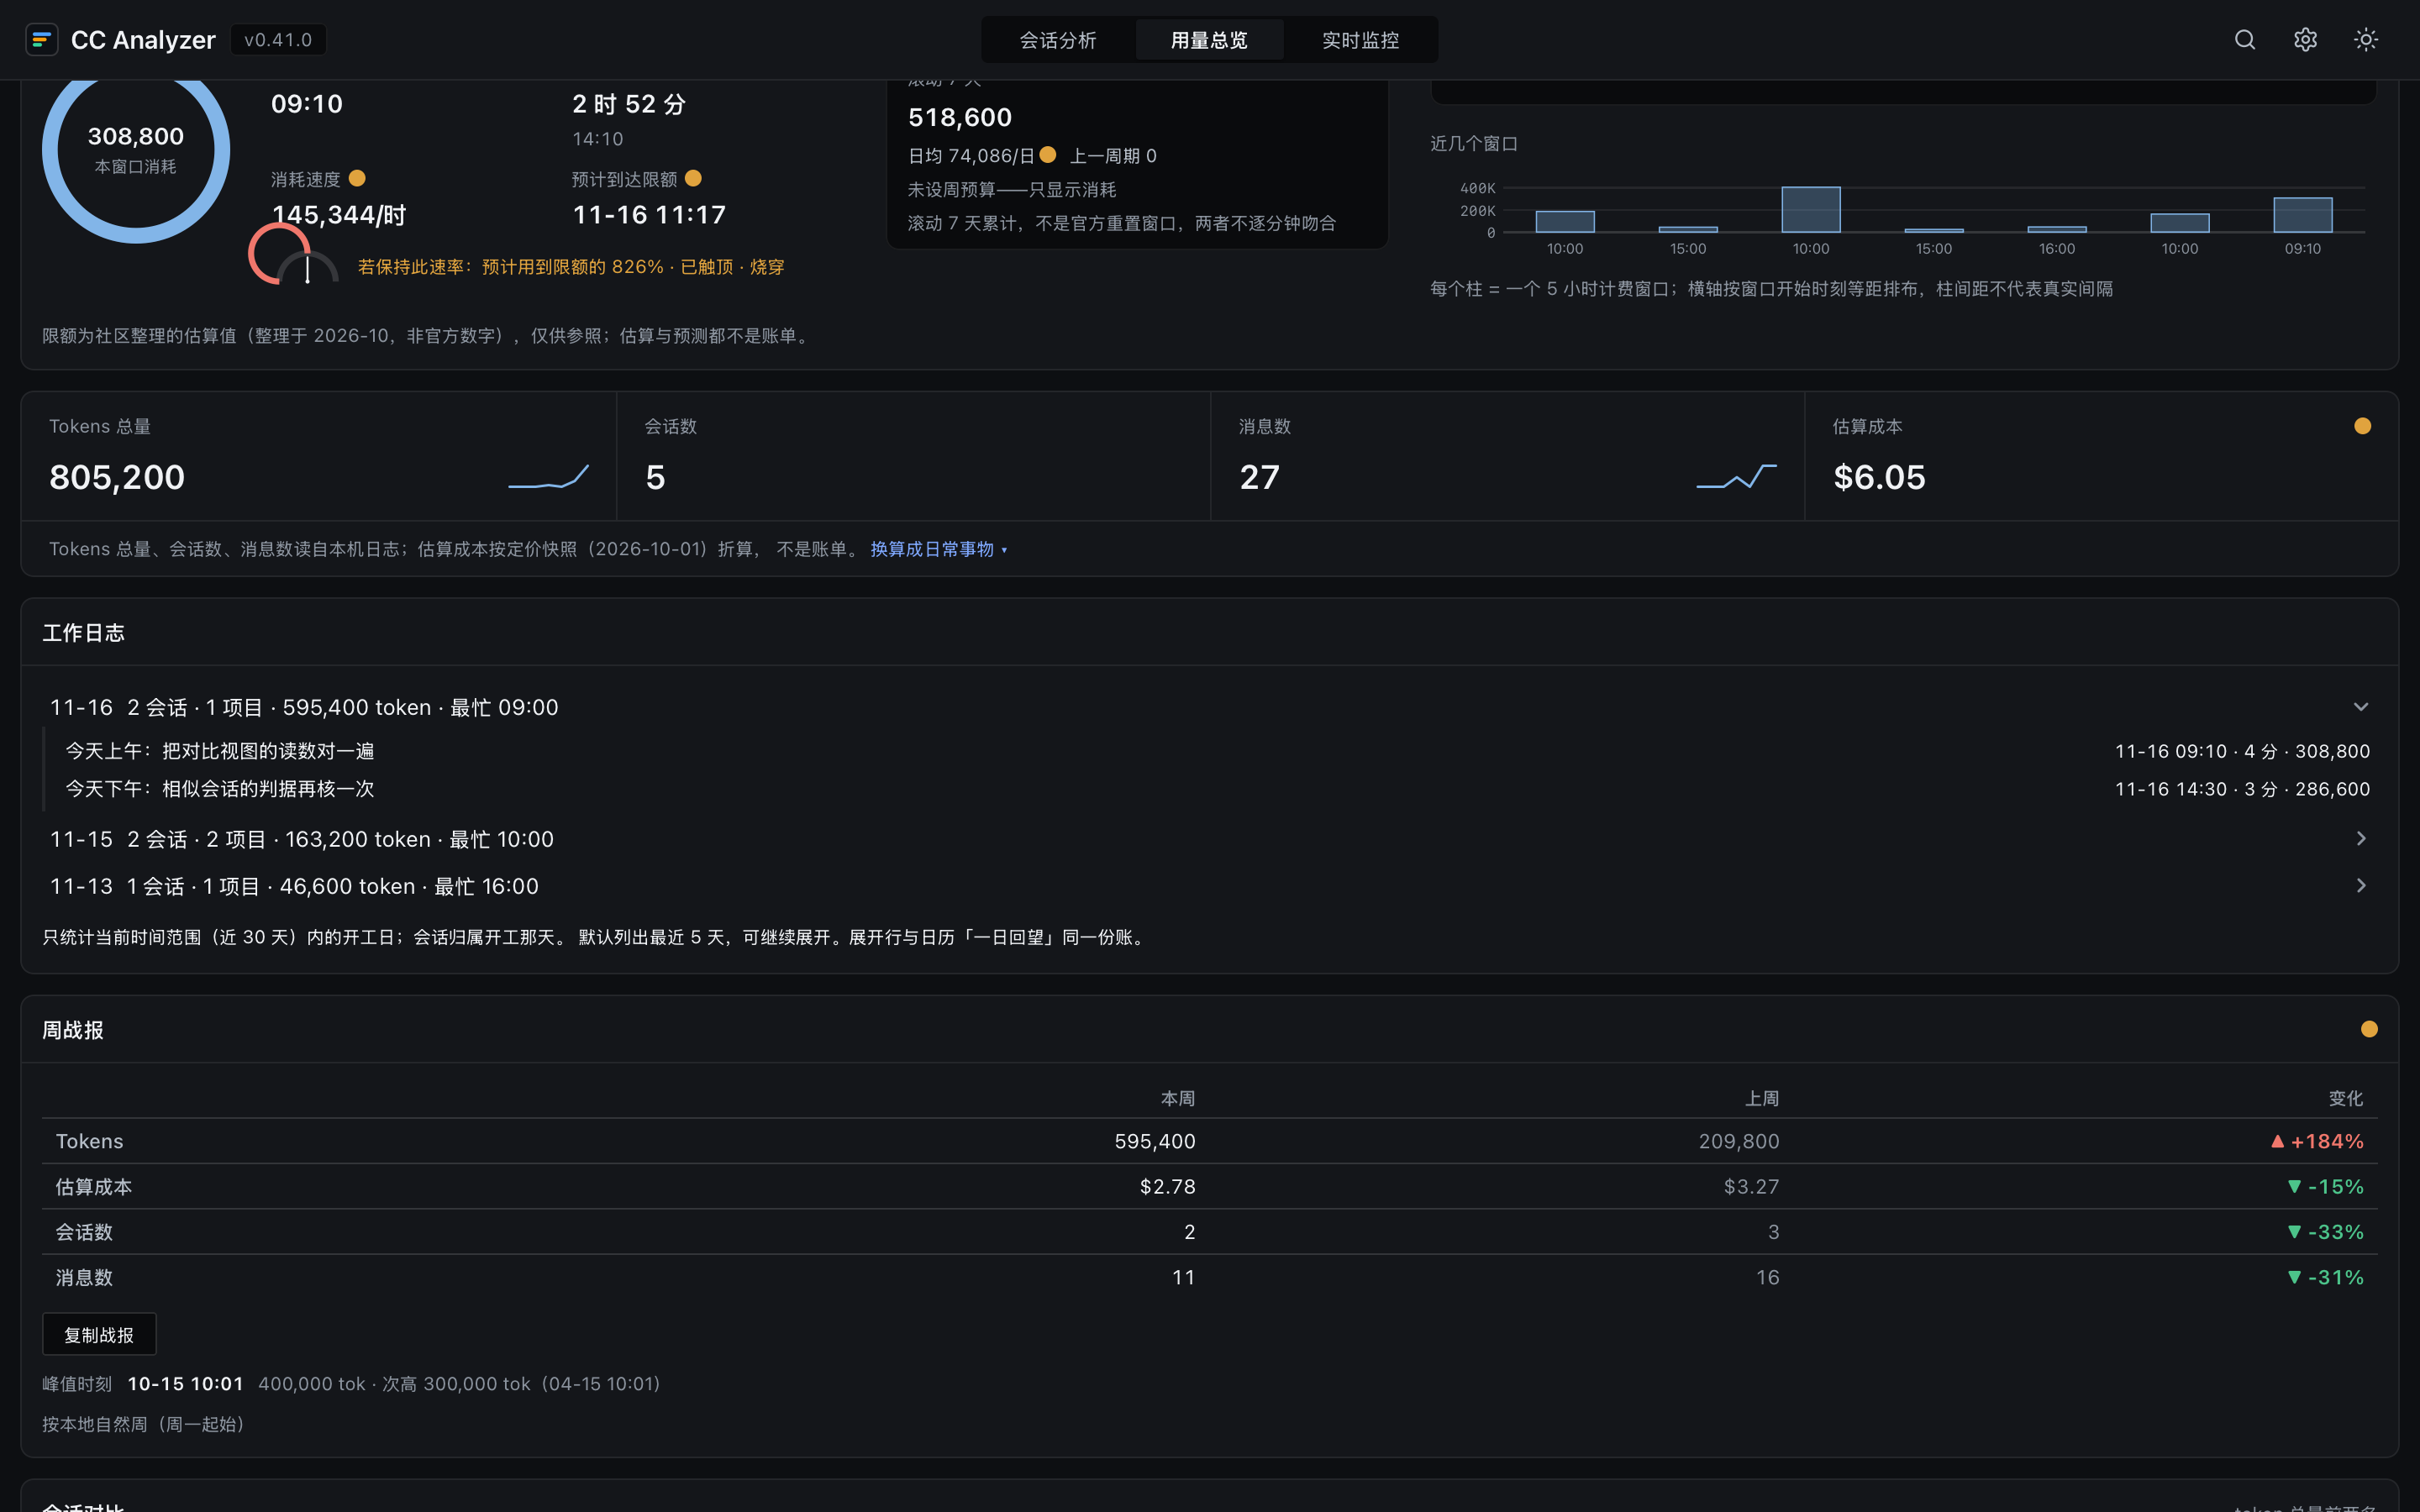 CC Analyzer v0.41.0
会话分析 用量总览 实时监控
308,800
本窗口消耗
09:10
2 时 52 分
14:10
消耗速度
145,344/时
预计到达限额
11-16 11:17
若保持此速率：预计用到限额的 826% · 已触顶 · 烧穿
滚动 7 天
518,600
日均 74,086/日 上一周期 0
未设周预算——只显示消耗
滚动 7 天累计，不是官方重置窗口，两者不逐分钟吻合
近几个窗口
400K
200K
0
10:00 15:00 10:00 15:00 16:00 10:00 09:10
每个柱 = 一个 5 小时计费窗口；横轴按窗口开始时刻等距排布，柱间距不代表真实间隔
限额为社区整理的估算值（整理于 2026-10，非官方数字），仅供参照；估算与预测都不是账单。
Tokens 总量
805,200
会话数
5
消息数
27
估算成本
$6.05
Tokens 总量、会话数、消息数读自本机日志；估算成本按定价快照（2026-10-01）折算， 不是账单。 换算成日常事物 ▾
工作日志
11-16 2 会话 · 1 项目 · 595,400 token · 最忙 09:00
今天上午：把对比视图的读数对一遍 11-16 09:10 · 4 分 · 308,800
今天下午：相似会话的判据再核一次 11-16 14:30 · 3 分 · 286,600
11-15 2 会话 · 2 项目 · 163,200 token · 最忙 10:00
11-13 1 会话 · 1 项目 · 46,600 token · 最忙 16:00
只统计当前时间范围（近 30 天）内的开工日；会话归属开工那天。 默认列出最近 5 天，可继续展开。展开行与日历「一日回望」同一份账。
周战报
本周 上周 变化
Tokens 595,400 209,800 ▲ +184%
估算成本 $2.78 $3.27 ▼ -15%
会话数 2 3 ▼ -33%
消息数 11 16 ▼ -31%
复制战报
峰值时刻 10-15 10:01 400,000 tok · 次高 300,000 tok（04-15 10:01）
按本地自然周（周一起始）
会话对比 token 总量前两名